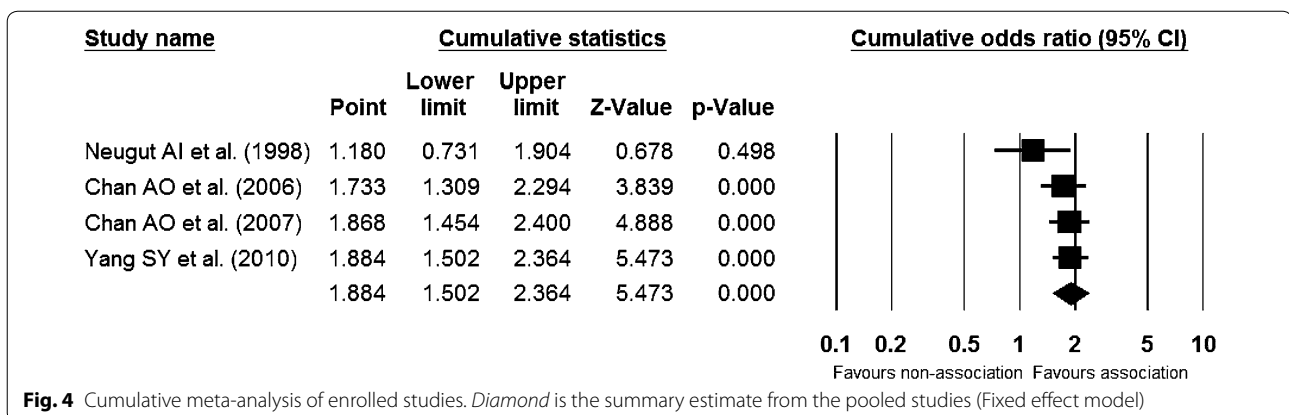 Study name Cumulative statistics Cumulative odds ratio (95% CI)
Lower Upper
Point limit limit Z-Value p-Value
Neugut AI et al. (1998) 1.180 0.731 1.904 0.678 0.498
Chan AO et al. (2006) 1.733 1.309 2.294 3.839 0.000
Chan AO et al. (2007) 1.868 1.454 2.400 4.888 0.000
Yang SY et al. (2010) 1.884 1.502 2.364 5.473 0.000
1.884 1.502 2.364 5.473 0.000
0.1 0.2 0.5 1 2 5 10
Favours non-association Favours association
Fig. 4 Cumulative meta-analysis of enrolled studies. Diamond is the summary estimate from the pooled studies (Fixed effect model)